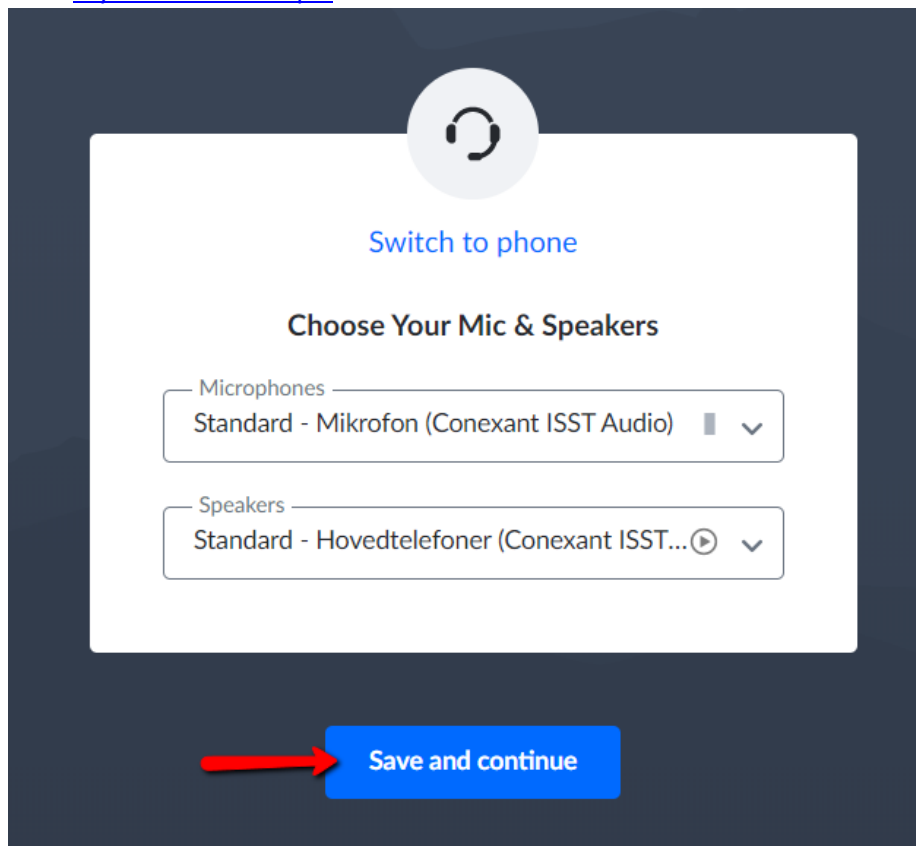 Switch to phone
Choose Your Mic & Speakers
Microphones
Standard - Mikrofon (Conexant ISST Audio)
Speakers
Standard - Hovedtelefoner (Conexant ISST...
Save and continue